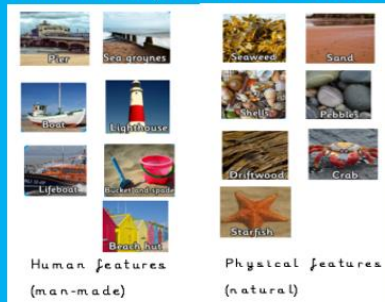 Pier
Sea groynes
Boat
Lighthouse
Lifeboat
Bucket and spade
Beach hut
Human features
(man-made)
Seaweed
Sand
Shells
Pebbles
Driftwood
Crab
Starfish
Physical features
(natural)